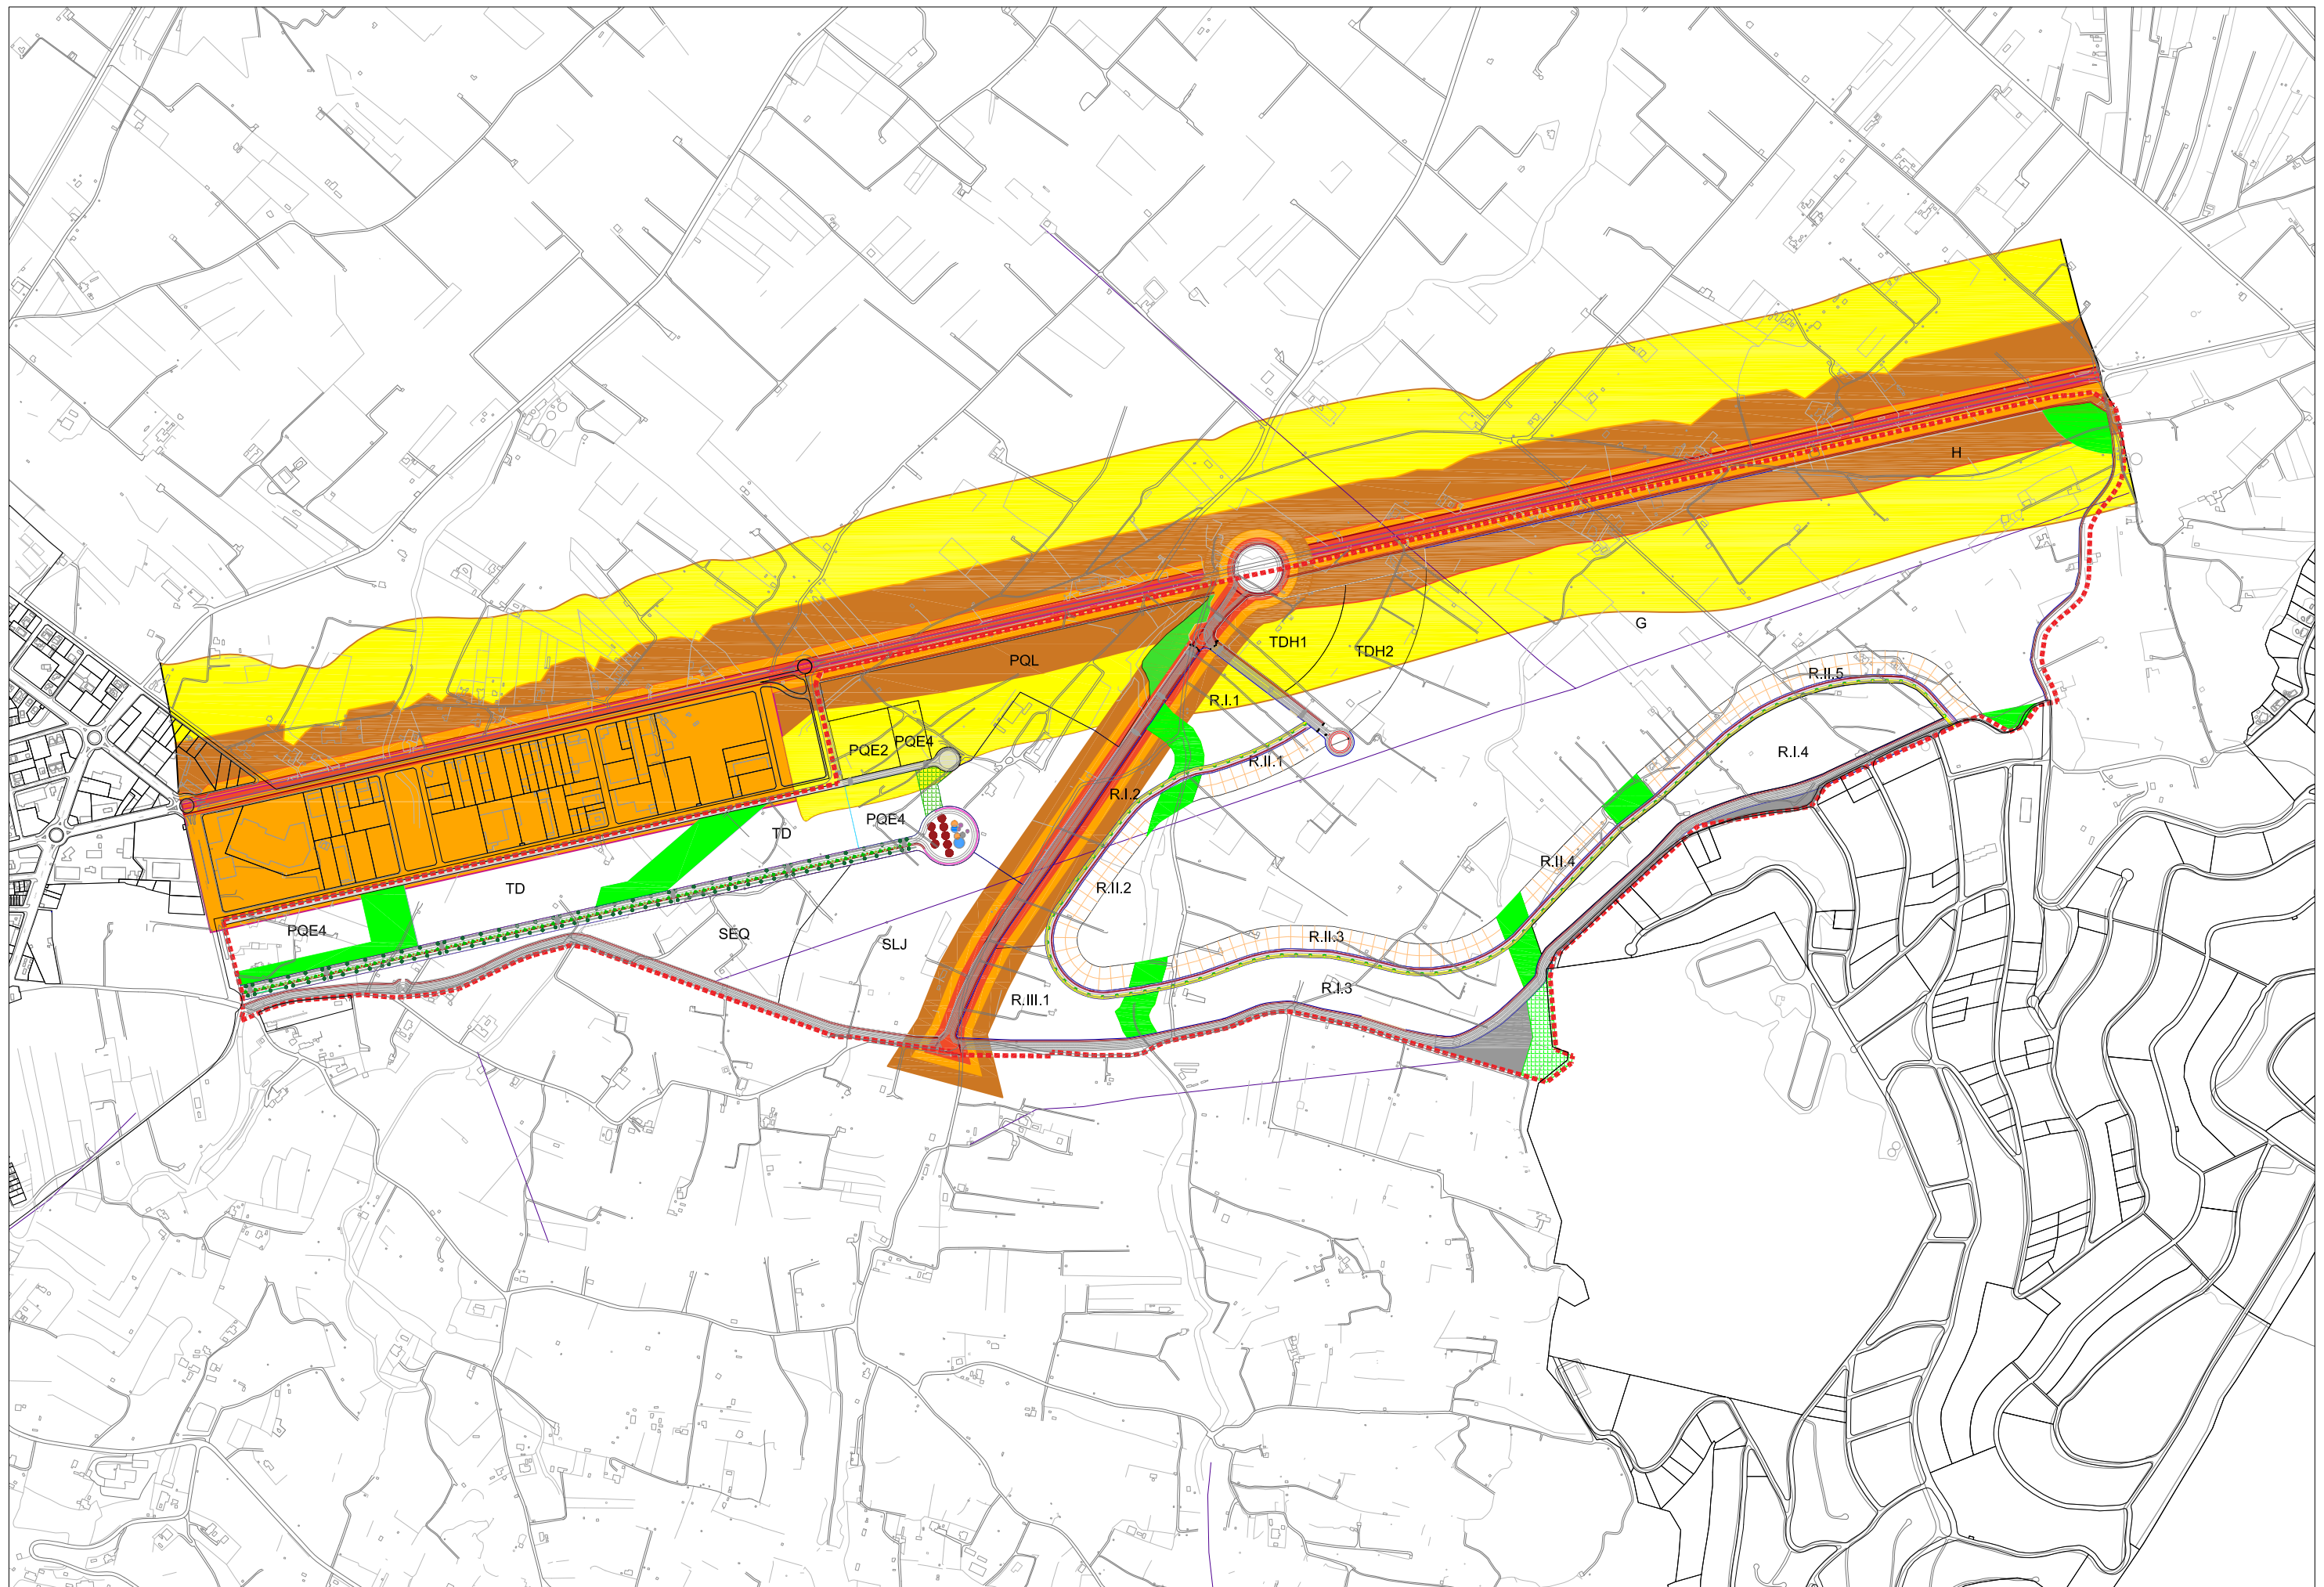 H
G
TDH1
TDH2
PQL
R.II.5
R.I.1
PQE4
PQE2
R.I.4
R.II.1
R.I.2
PQE4
TD
R.II.4
TD
R.II.2
PQE4
SEQ
R.II.3
SLJ
R.I.3
R.III.1